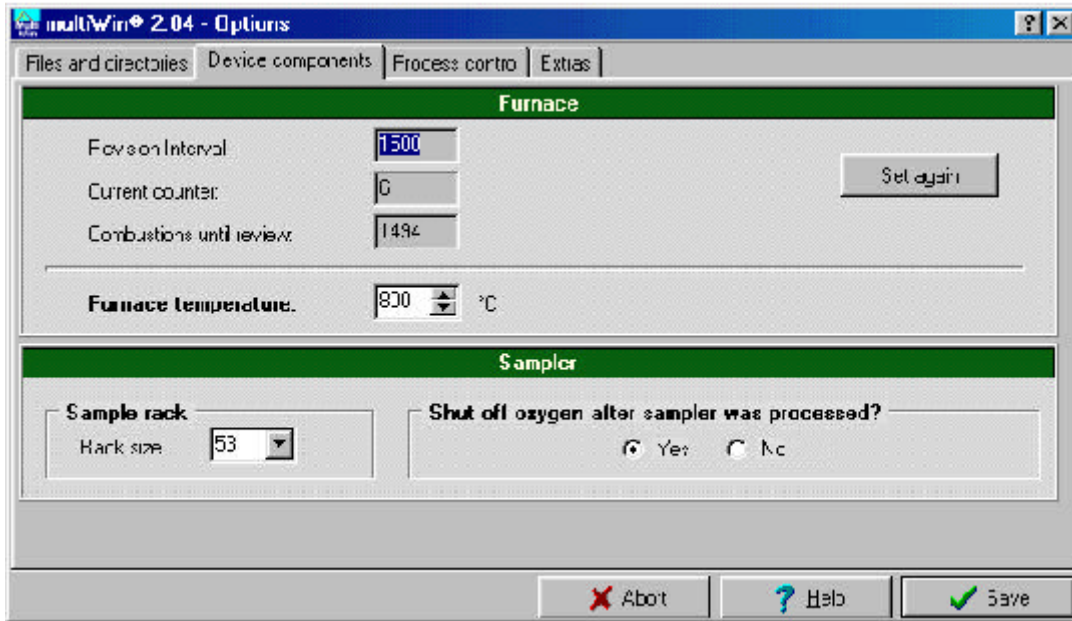 multiWin® 2.04 - Options
Files and directories Device components Process control Extras
Furnace
Revision Interval 1500
Set again
Current counter: 6
Combustions until review: 1494
Furnace temperature: 800 °C
Sampler
Sample rack Shut off oxygen after sampler was processed?
Rack size 53 Yes No
Abort Help Save